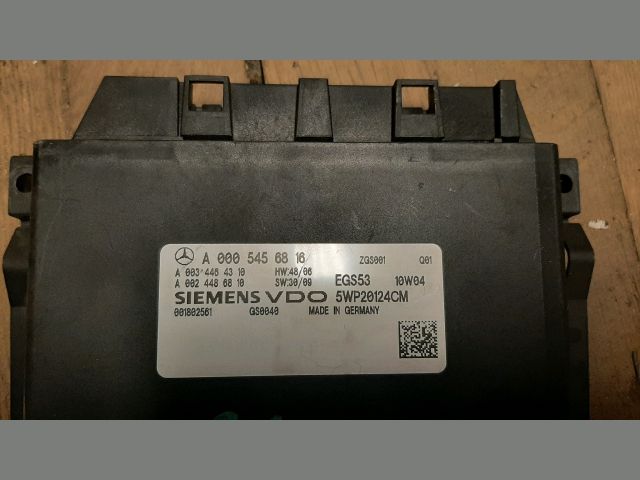 A 000 545 68 16 ZGS001 Q01
A 003 446 43 10 HW:48/06 EGS53 10W04
A 002 448 68 10 SW:30/09
SIEMENS VDO 5WP20124CM
001802561 GS0040 MADE IN GERMANY